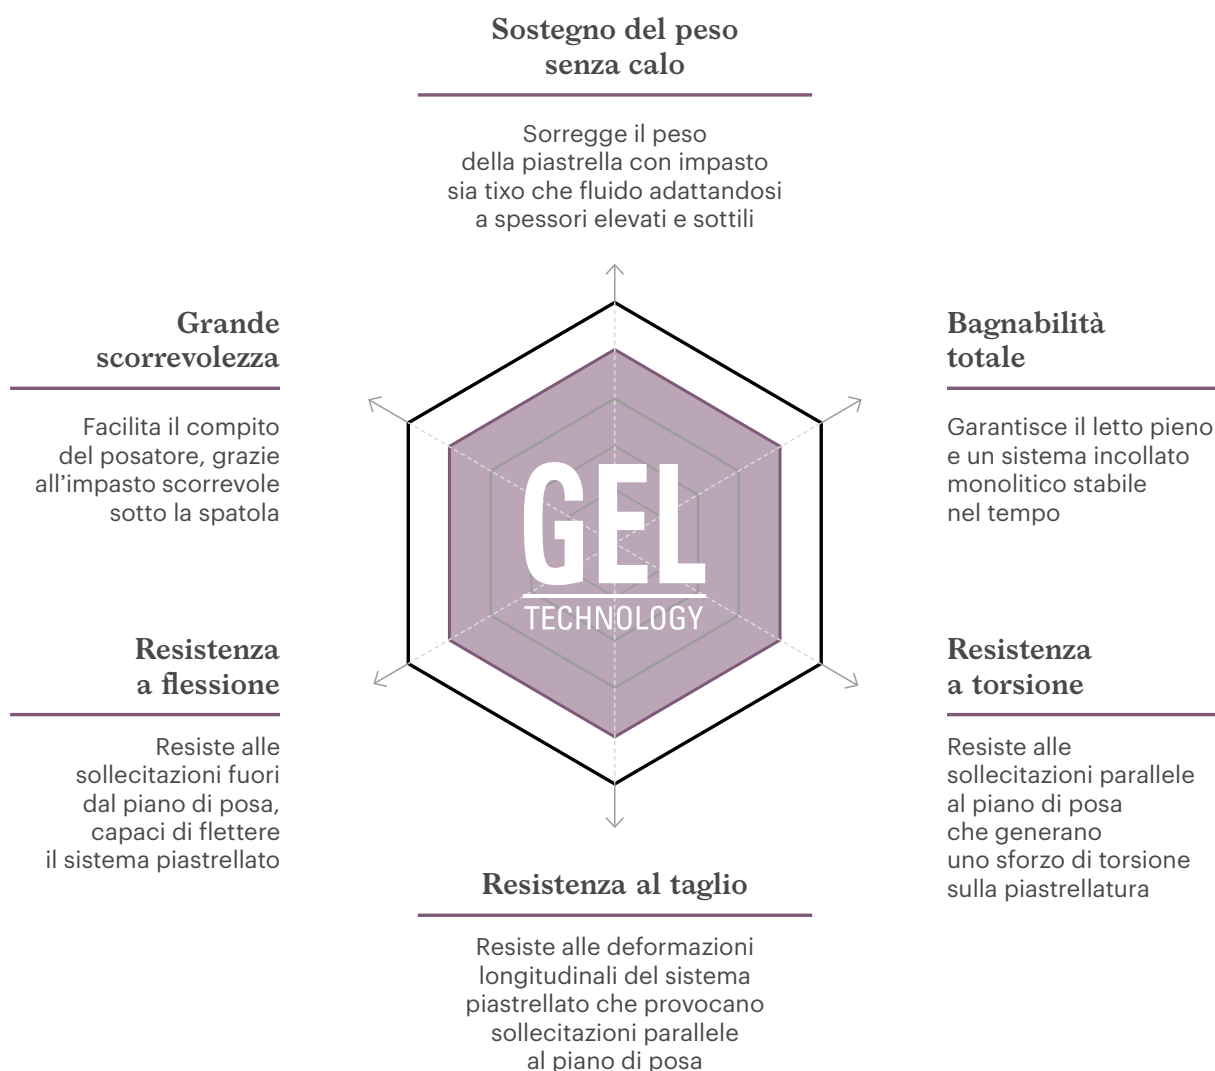 Sostegno del peso
senza calo
Sorregge il peso
della piastrella con impasto
sia tixo che fluido adattandosi
a spessori elevati e sottili
Grande
scorrevolezza
Facilita il compito
del posatore, grazie
all’impasto scorrevole
sotto la spatola
Bagnabilità
totale
Garantisce il letto pieno
e un sistema incollato
monolitico stabile
nel tempo
GEL
TECHNOLOGY
Resistenza
a flessione
Resiste alle
sollecitazioni fuori
dal piano di posa,
capaci di flettere
il sistema piastrellato
Resistenza
a torsione
Resiste alle
sollecitazioni parallele
al piano di posa
che generano
uno sforzo di torsione
sulla piastrellatura
Resistenza al taglio
Resiste alle deformazioni
longitudinali del sistema
piastrellato che provocano
sollecitazioni parallele
al piano di posa